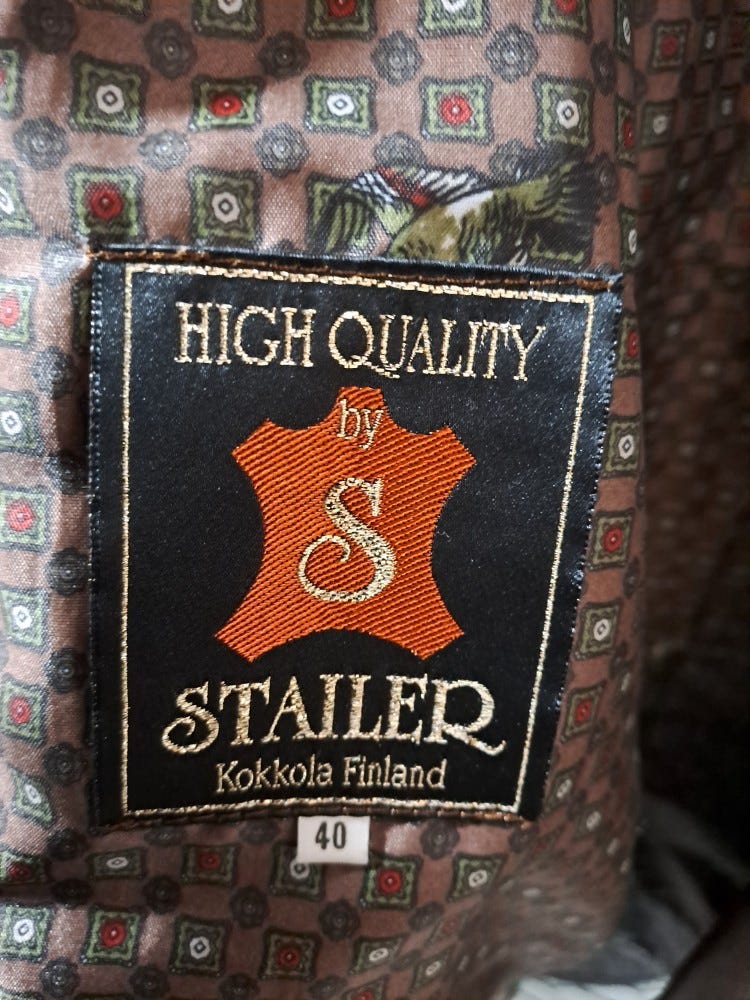 HIGH QUALITY
by
S
STAILER
Kokkola Finland
40